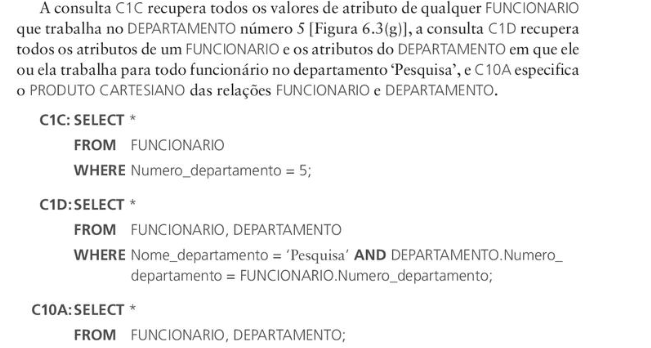 A consulta C1C recupera todos os valores de atributo de qualquer FUNCIONARIO
que trabalha no DEPARTAMENTO número 5 [Figura 6.3(g)], a consulta C1D recupera
todos os atributos de um FUNCIONARIO e os atributos do DEPARTAMENTO em que ele
ou ela trabalha para todo funcionário no departamento ‘Pesquisa’, e C10A especifica
o PRODUTO CARTESIANO das relações FUNCIONARIO e DEPARTAMENTO.
C1C: SELECT *
FROM FUNCIONARIO
WHERE Numero_departamento = 5;
C1D: SELECT *
FROM FUNCIONARIO, DEPARTAMENTO
WHERE Nome_departamento = ‘Pesquisa’ AND DEPARTAMENTO.Numero_
departamento = FUNCIONARIO.Numero_departamento;
C10A: SELECT *
FROM FUNCIONARIO, DEPARTAMENTO;